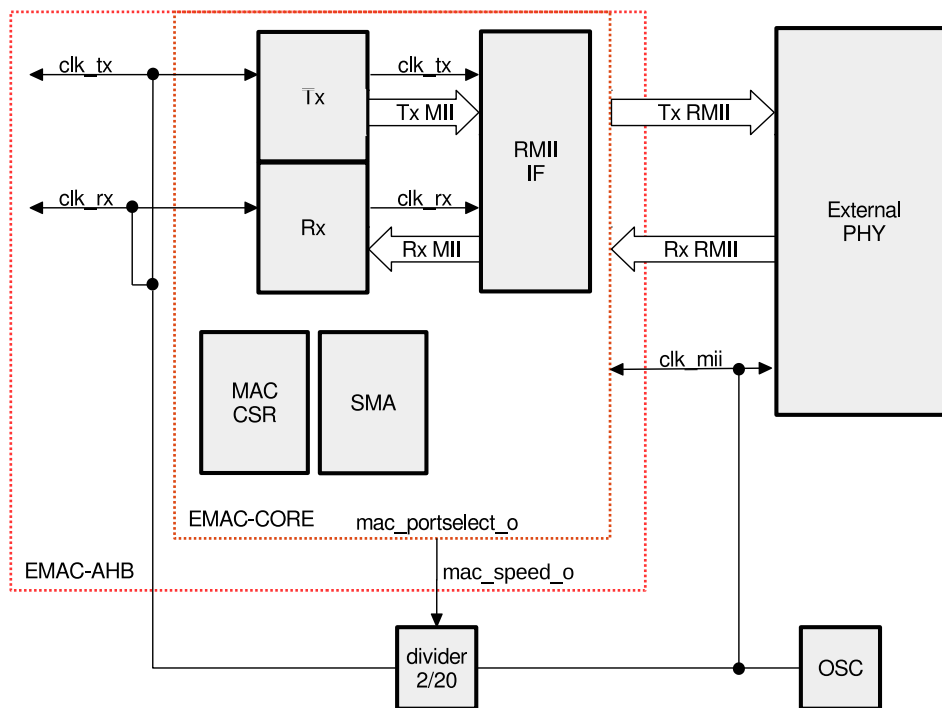 clk_tx
Tx
clk_tx
Tx MII
RMII
IF
Tx RMII
clk_rx
Rx
clk_rx
Rx MII
External
PHY
Rx RMII
MAC
CSR
SMA
clk_mii
EMAC-CORE
mac_portselect_o
EMAC-AHB
mac_speed_o
divider
2/20
OSC